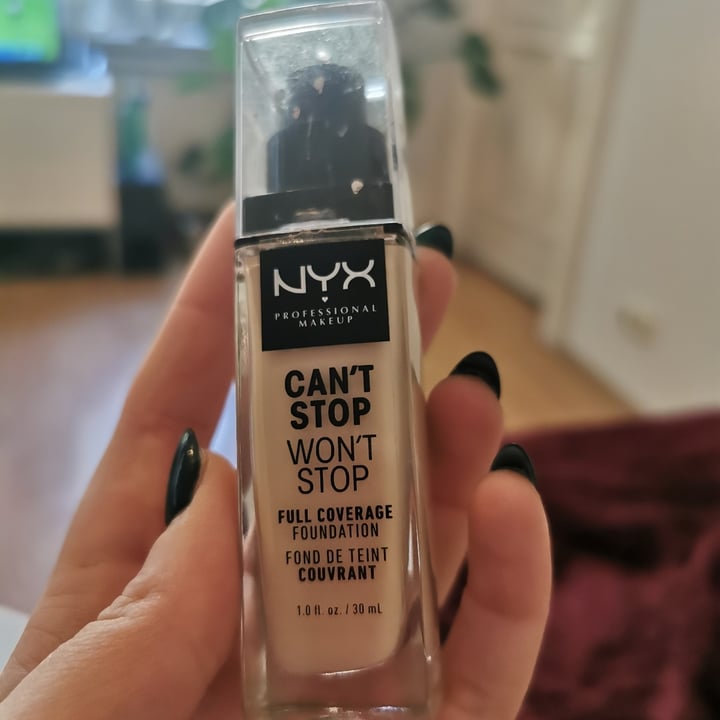 NYX
PROFESSIONAL
MAKEUP
CAN'T
STOP
WON'T
STOP
FULL COVERAGE
FOUNDATION
FOND DE TEINT
COUVRANT
1.0 fl. oz. / 30 mL